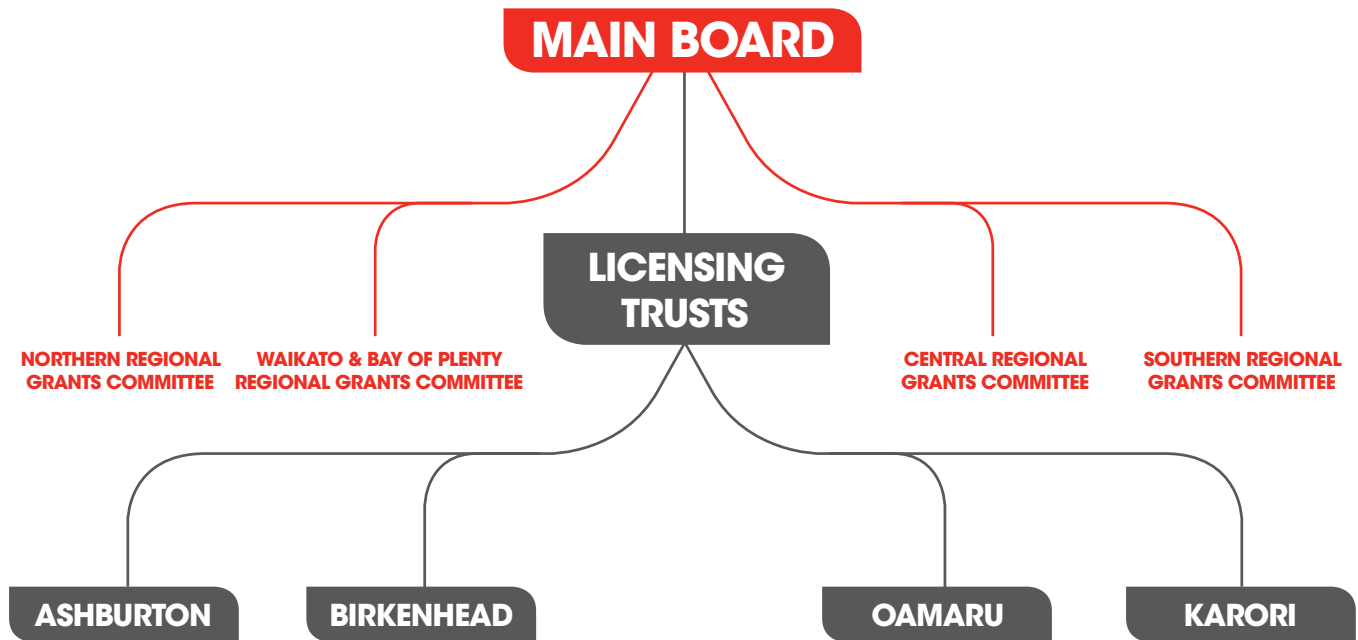 MAIN BOARD
LICENSING
TRUSTS
NORTHERN REGIONAL
GRANTS COMMITTEE
WAIKATO & BAY OF PLENTY
REGIONAL GRANTS COMMITTEE
CENTRAL REGIONAL
GRANTS COMMITTEE
SOUTHERN REGIONAL
GRANTS COMMITTEE
ASHBURTON
BIRKENHEAD
OAMARU
KARORI